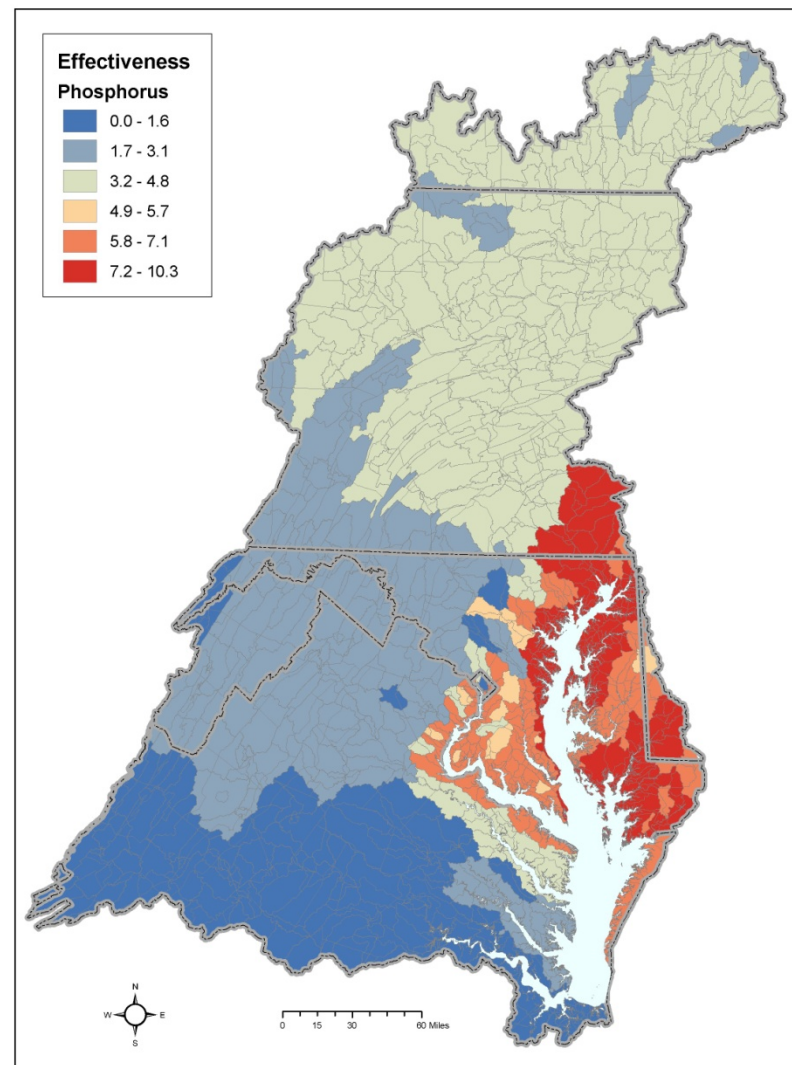 Effectiveness
Phosphorus
0.0 - 1.6
1.7 - 3.1
3.2 - 4.8
4.9 - 5.7
5.8 - 7.1
7.2 - 10.3
N
W E
S
0 15 30 60 Miles